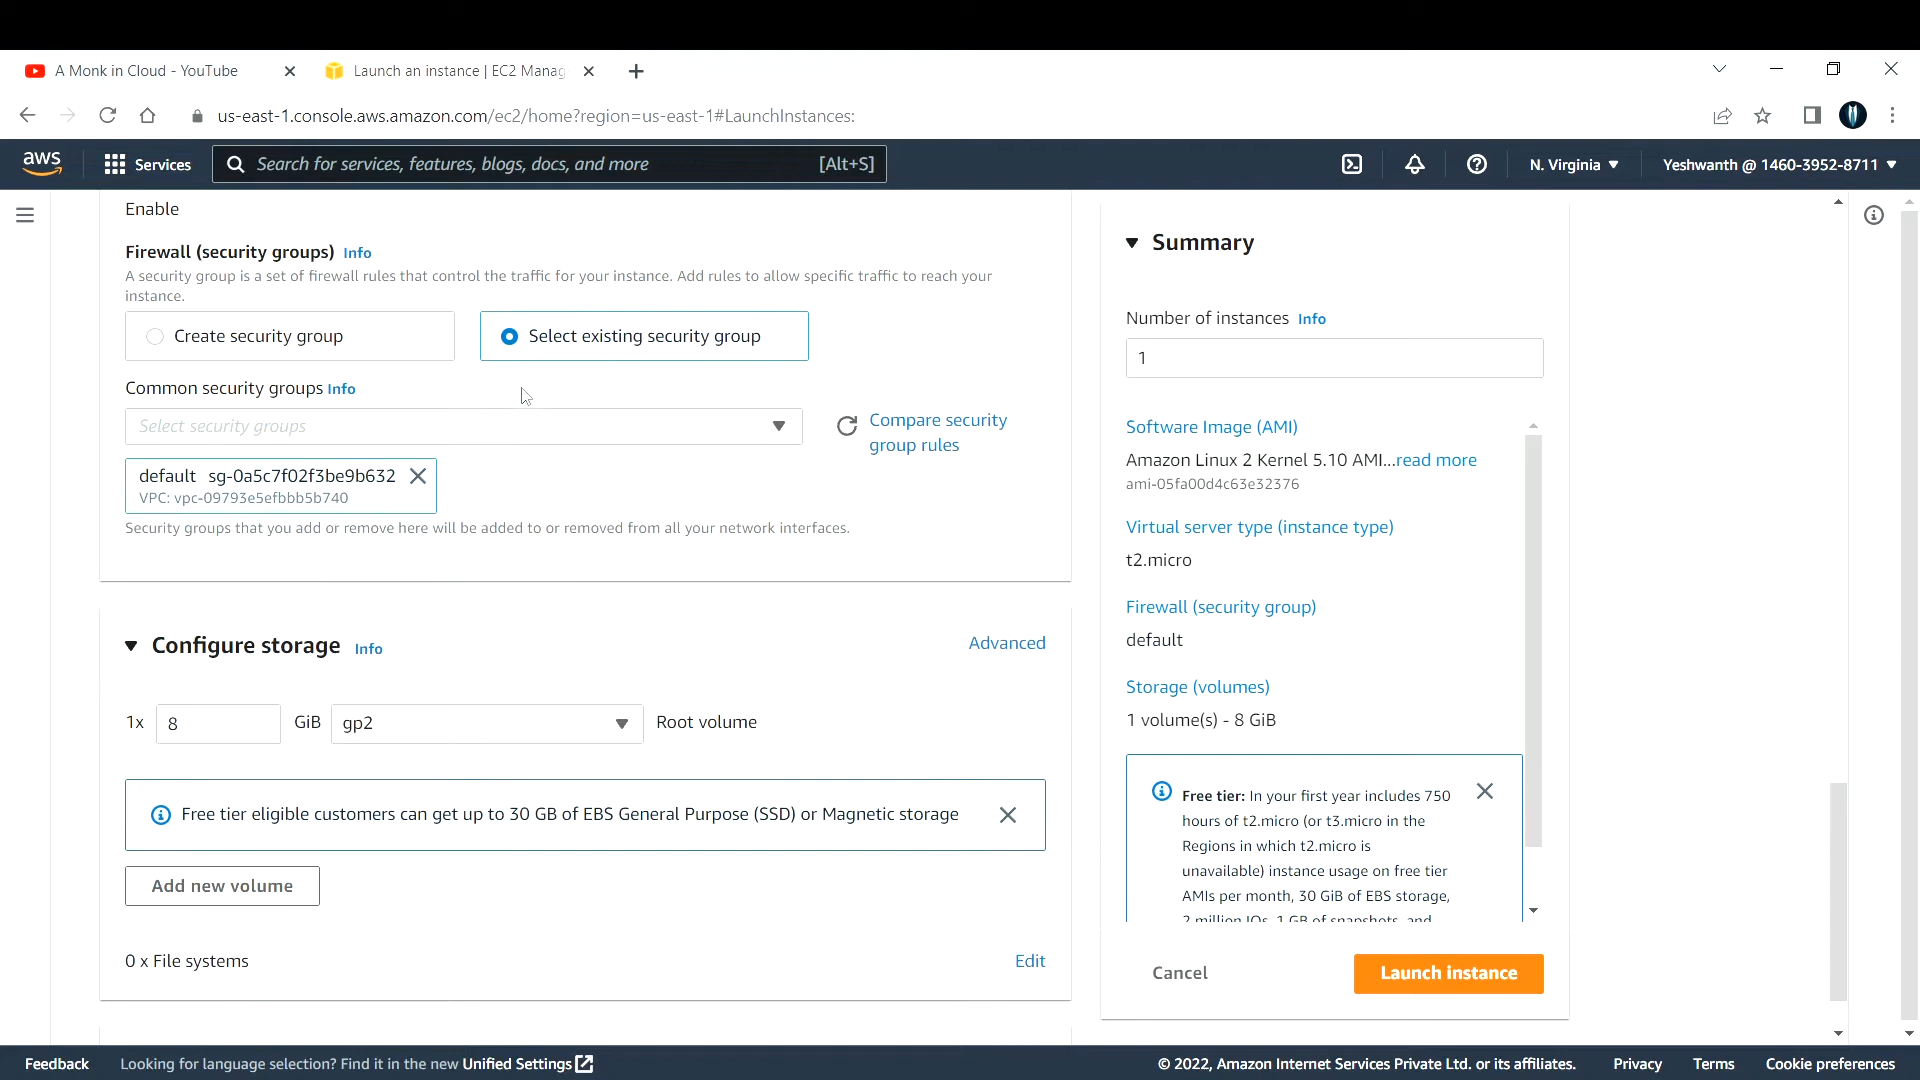 A Monk in Cloud - YouTube
Launch an instance | EC2 Manag
us-east-1.console.aws.amazon.com/ec2/home?region=us-east-1#LaunchInstances:
aws
Services
Search for services, features, blogs, docs, and more
[Alt+S]
N. Virginia
Yeshwanth @ 1460-3952-8711
Enable
Firewall (security groups) Info
A security group is a set of firewall rules that control the traffic for your instance. Add rules to allow specific traffic to reach your
instance.
Create security group
Select existing security group
Common security groups Info
Select security groups
Compare security
group rules
default sg-0a5c7f02f3be9b632
VPC: vpc-09793e5efbbb5b740
Security groups that you add or remove here will be added to or removed from all your network interfaces.
Configure storage Info
Advanced
1x 8 GiB gp2 Root volume
Free tier eligible customers can get up to 30 GB of EBS General Purpose (SSD) or Magnetic storage
Add new volume
0 x File systems
Edit
Summary
Number of instances Info
1
Software Image (AMI)
Amazon Linux 2 Kernel 5.10 AMI...read more
ami-05fa00d4c63e32376
Virtual server type (instance type)
t2.micro
Firewall (security group)
default
Storage (volumes)
1 volume(s) - 8 GiB
Free tier: In your first year includes 750
hours of t2.micro (or t3.micro in the
Regions in which t2.micro is
unavailable) instance usage on free tier
AMIs per month, 30 GiB of EBS storage,
2 million IOs, 1 GB of snapshots, and
Cancel
Launch instance
Feedback
Looking for language selection? Find it in the new Unified Settings
© 2022, Amazon Internet Services Private Ltd. or its affiliates.
Privacy
Terms
Cookie preferences